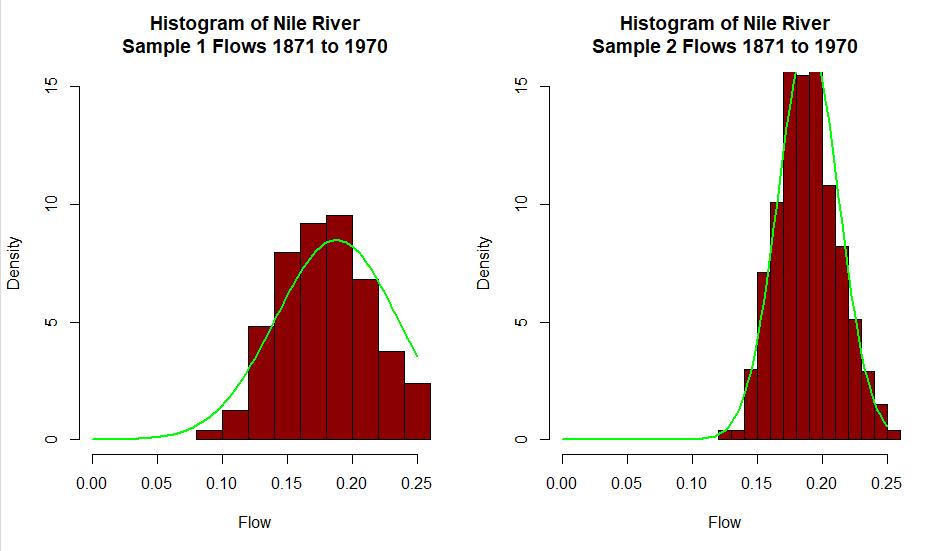 Histogram of Nile River
Sample 1 Flows 1871 to 1970
Density
15
10
5
0
0.00 0.05 0.10 0.15 0.20 0.25
Flow
Histogram of Nile River
Sample 2 Flows 1871 to 1970
Density
15
10
5
0
0.00 0.05 0.10 0.15 0.20 0.25
Flow